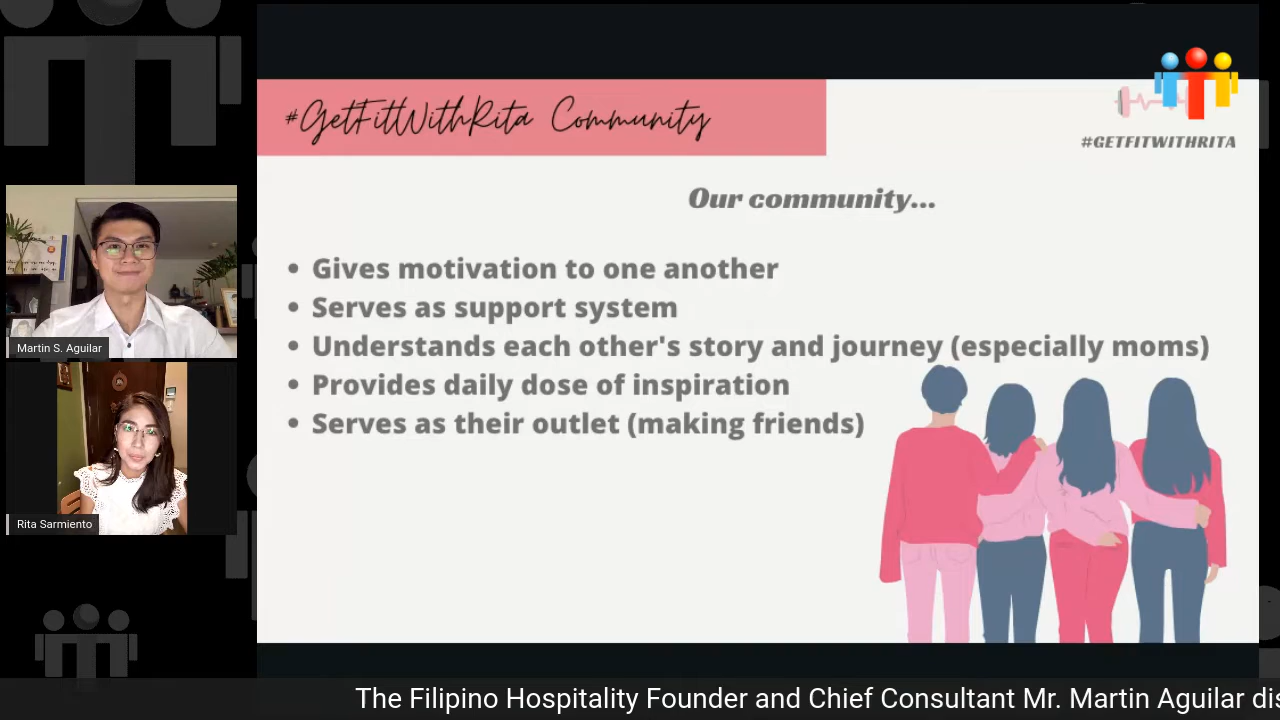 #GetFitWithRita Community
#GETFITWITHRITA
Our community...
Gives motivation to one another
Serves as support system
Understands each other's story and journey (especially moms)
Provides daily dose of inspiration
Serves as their outlet (making friends)
Martin S. Aguilar
Rita Sarmiento
The Filipino Hospitality Founder and Chief Consultant Mr. Martin Aguilar dis